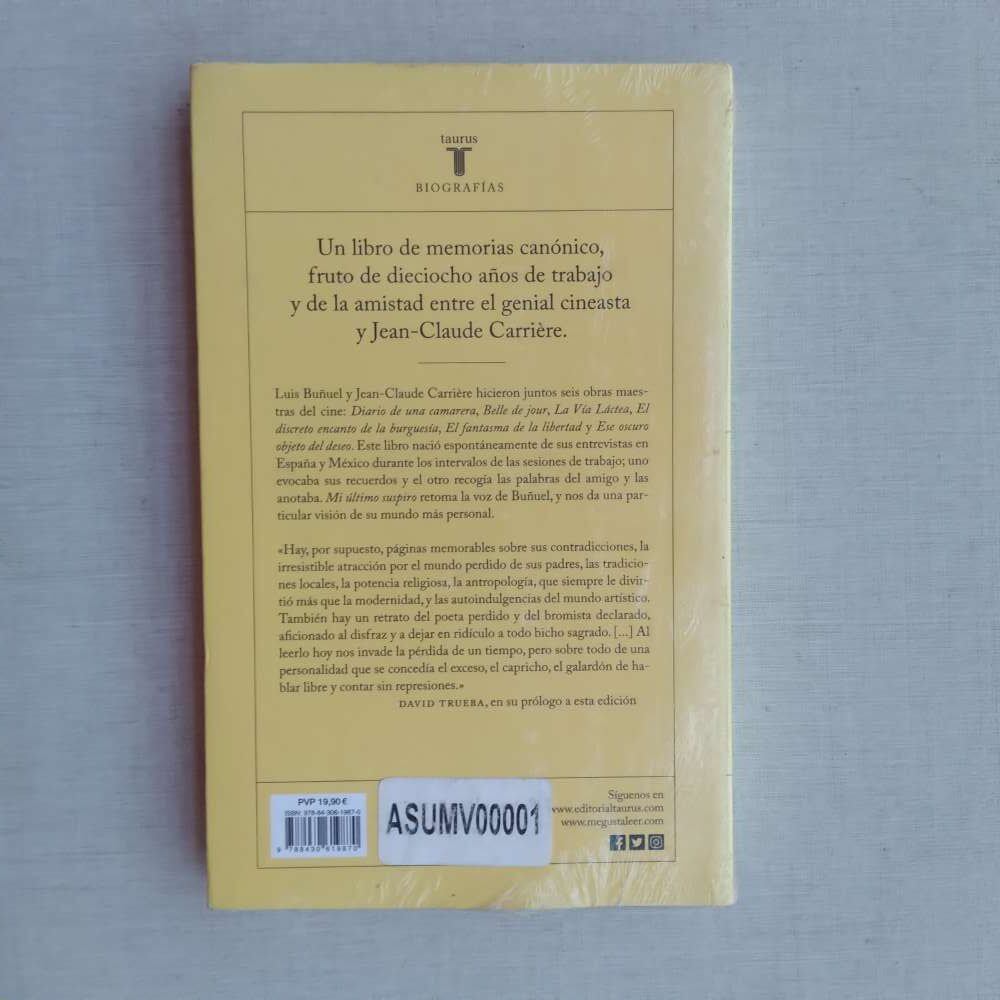 taurus
T
BIOGRAFÍAS
Un libro de memorias canónico,
fruto de dieciocho años de trabajo
y de la amistad entre el genial cineasta
y Jean-Claude Carrière.
Luis Buñuel y Jean-Claude Carrière hicieron juntos seis obras maes-
tras del cine: Diario de una camarera, Belle de jour, La Vía Láctea, El
discreto encanto de la burguesía, El fantasma de la libertad y Ese oscuro
objeto del deseo. Este libro nació espontáneamente de sus entrevistas en
España y México durante los intervalos de las sesiones de trabajo; uno
evocaba sus recuerdos y el otro recogía las palabras del amigo y las
anotaba. Mi último suspiro retoma la voz de Buñuel, y nos da una par-
ticular visión de su mundo más personal.
«Hay, por supuesto, páginas memorables sobre sus contradicciones, la
irresistible atracción por el mundo perdido de sus padres, las tradicio-
nes locales, la potencia religiosa, la antropología, que siempre le divir-
tió más que la modernidad, y las autoindulgencias del mundo artístico.
También hay un retrato del poeta perdido y del bromista declarado,
aficionado al disfraz y a dejar en ridículo a todo bicho sagrado. [...] Al
leerlo hoy nos invade la pérdida de un tiempo, pero sobre todo de una
personalidad que se concedía el exceso, el capricho, el galardón de ha-
blar libre y contar sin represiones.»
DAVID TRUEBA, en su prólogo a esta edición
PVP 19,90 €
ISBN: 978-84-306-1987-0
9 788430 619870
ASUMV00001
Síguenos en
www.editorialtaurus.com
www.megustaleer.com